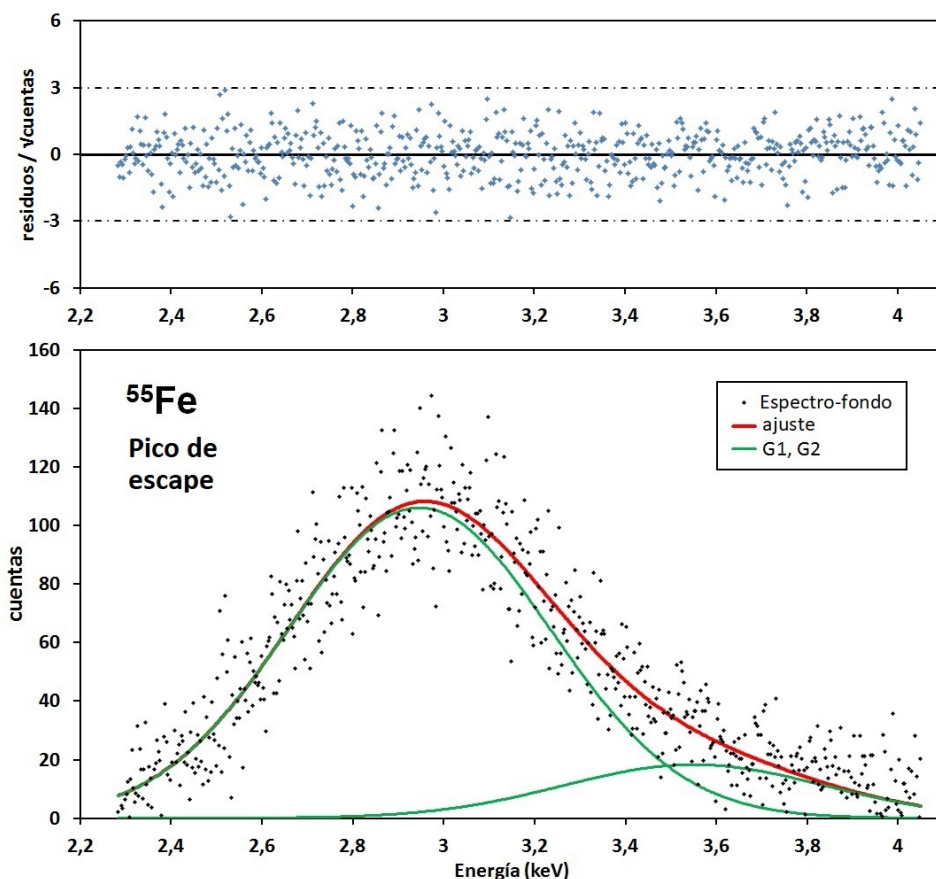 6
3
0
-3
-6
residuos / √cuentas
2,2 2,4 2,6 2,8 3 3,2 3,4 3,6 3,8 4
160
140
120
100
80
60
40
20
0
cuentas
⁵⁵Fe
Pico de
escape
Espectro-fondo
ajuste
G1, G2
2,2 2,4 2,6 2,8 3 3,2 3,4 3,6 3,8 4
Energía (keV)